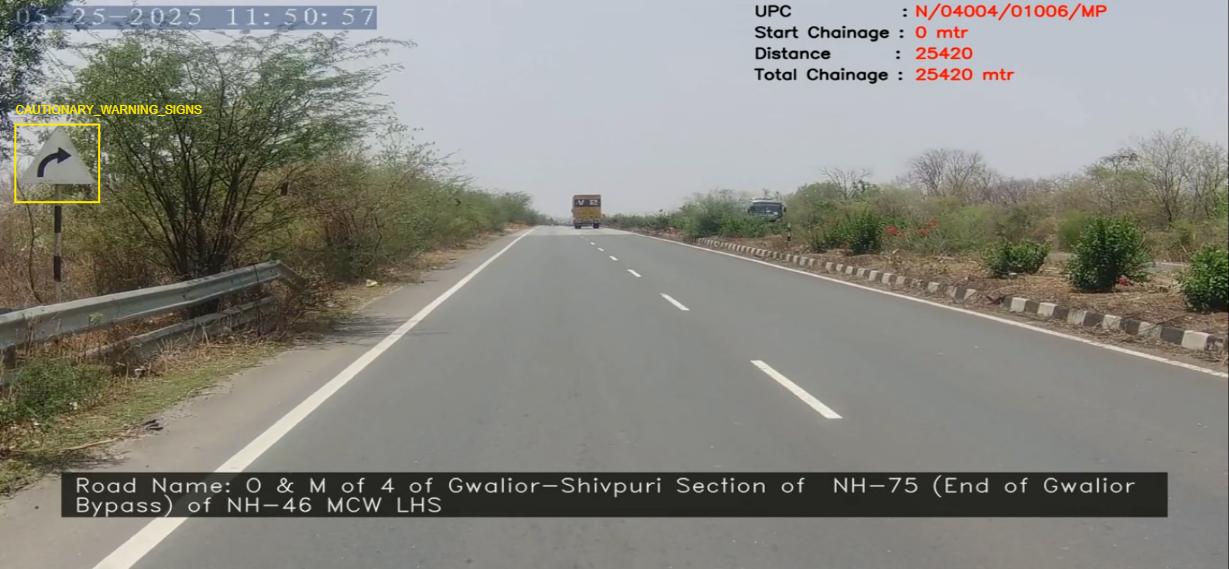 05-25-2025 11:50:57
UPC : N/04004/01006/MP
Start Chainage : 0 mtr
Distance : 25420
Total Chainage : 25420 mtr
CAUTIONARY_WARNING_SIGNS
Road Name: O & M of 4 of Gwalior-Shivpuri Section of NH-75 (End of Gwalior
Bypass) of NH-46 MCW LHS